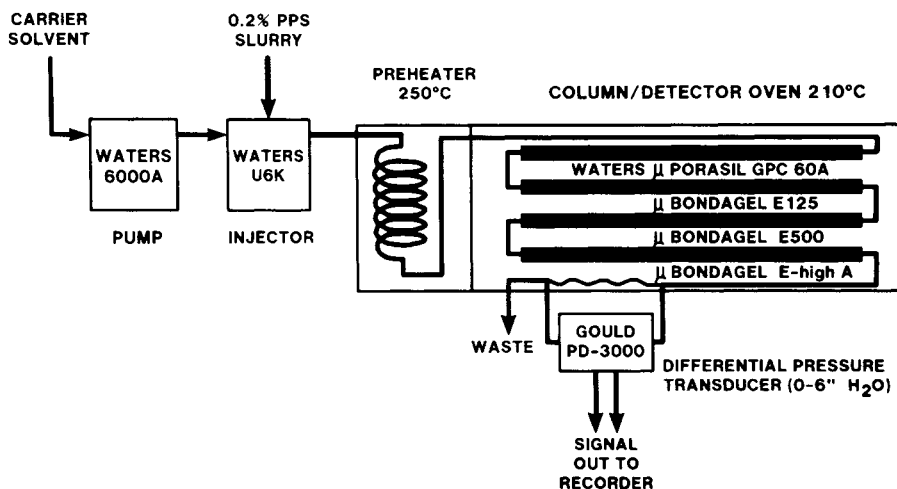 CARRIER
SOLVENT
0.2% PPS
SLURRY
PREHEATER
250°C
COLUMN/DETECTOR OVEN 210°C
WATERS
6000A
WATERS
U6K
PUMP
INJECTOR
WATERS μ PORASIL GPC 60A
μ BONDAGEL E125
μ BONDAGEL E500
μ BONDAGEL E-high A
WASTE
GOULD
PD-3000
DIFFERENTIAL PRESSURE
TRANSDUCER (0-6" H₂O)
SIGNAL
OUT TO
RECORDER